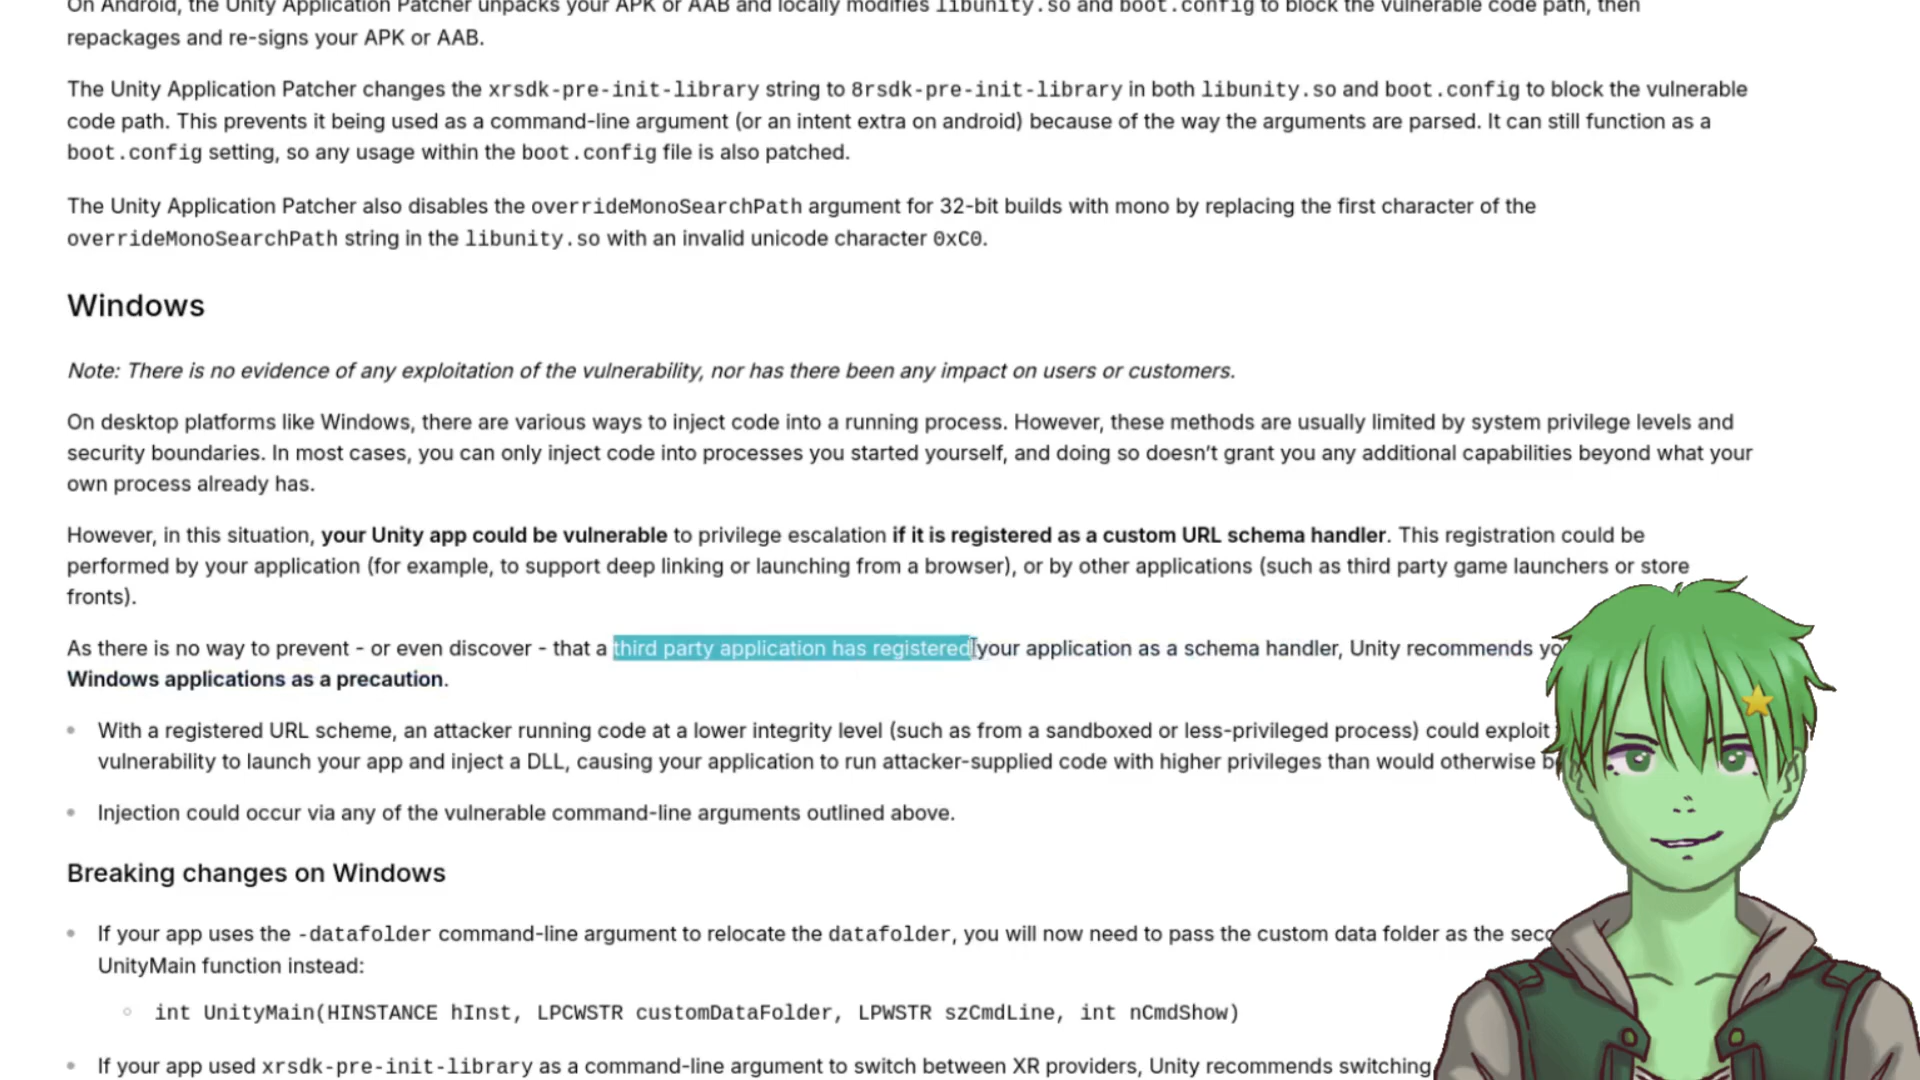 On Android, the Unity Application Patcher unpacks your APK or AAB and locally modifies libunity.so and boot.config to block the vulnerable code path, then
repackages and re-signs your APK or AAB.
The Unity Application Patcher changes the xrsdk-pre-init-library string to 8rsdk-pre-init-library in both libunity.so and boot.config to block the vulnerable
code path. This prevents it being used as a command-line argument (or an intent extra on android) because of the way the arguments are parsed. It can still function as a
boot.config setting, so any usage within the boot.config file is also patched.
The Unity Application Patcher also disables the overrideMonoSearchPath argument for 32-bit builds with mono by replacing the first character of the
overrideMonoSearchPath string in the libunity.so with an invalid unicode character 0xC0.
Windows
Note: There is no evidence of any exploitation of the vulnerability, nor has there been any impact on users or customers.
On desktop platforms like Windows, there are various ways to inject code into a running process. However, these methods are usually limited by system privilege levels and
security boundaries. In most cases, you can only inject code into processes you started yourself, and doing so doesn’t grant you any additional capabilities beyond what your
own process already has.
However, in this situation, your Unity app could be vulnerable to privilege escalation if it is registered as a custom URL schema handler. This registration could be
performed by your application (for example, to support deep linking or launching from a browser), or by other applications (such as third party game launchers or store
fronts).
As there is no way to prevent - or even discover - that a third party application has registered your application as a schema handler, Unity recommends
Windows applications as a precaution.
• With a registered URL scheme, an attacker running code at a lower integrity level (such as from a sandboxed or less-privileged process) could exploit
vulnerability to launch your app and inject a DLL, causing your application to run attacker-supplied code with higher privileges than would otherwise
• Injection could occur via any of the vulnerable command-line arguments outlined above.
Breaking changes on Windows
• If your app uses the -datafolder command-line argument to relocate the datafolder, you will now need to pass the custom data folder as the
UnityMain function instead:
○ int UnityMain(HINSTANCE hInst, LPCWSTR customDataFolder, LPWSTR szCmdLine, int nCmdShow)
• If your app used xrsdk-pre-init-library as a command-line argument to switch between XR providers, Unity recommends switching